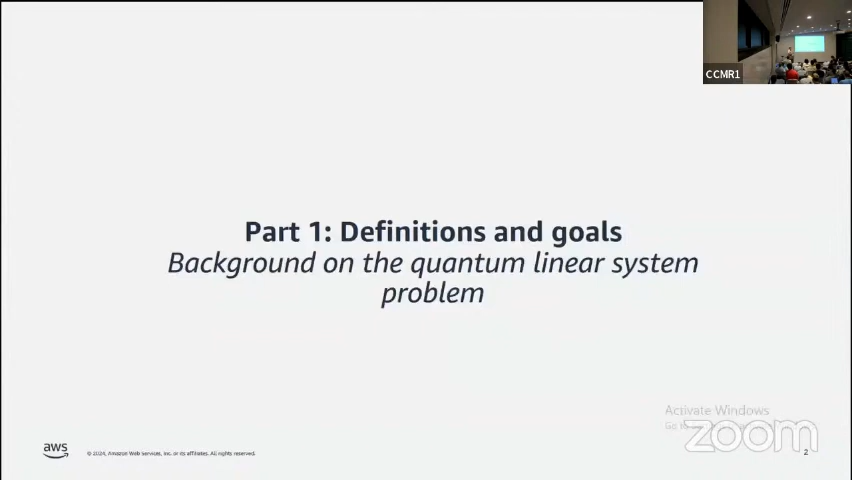 CCMR1
Part 1: Definitions and goals
Background on the quantum linear system
problem
Activate Windows
zoom
aws
© 2024, Amazon Web Services, Inc. or its affiliates. All rights reserved.
2